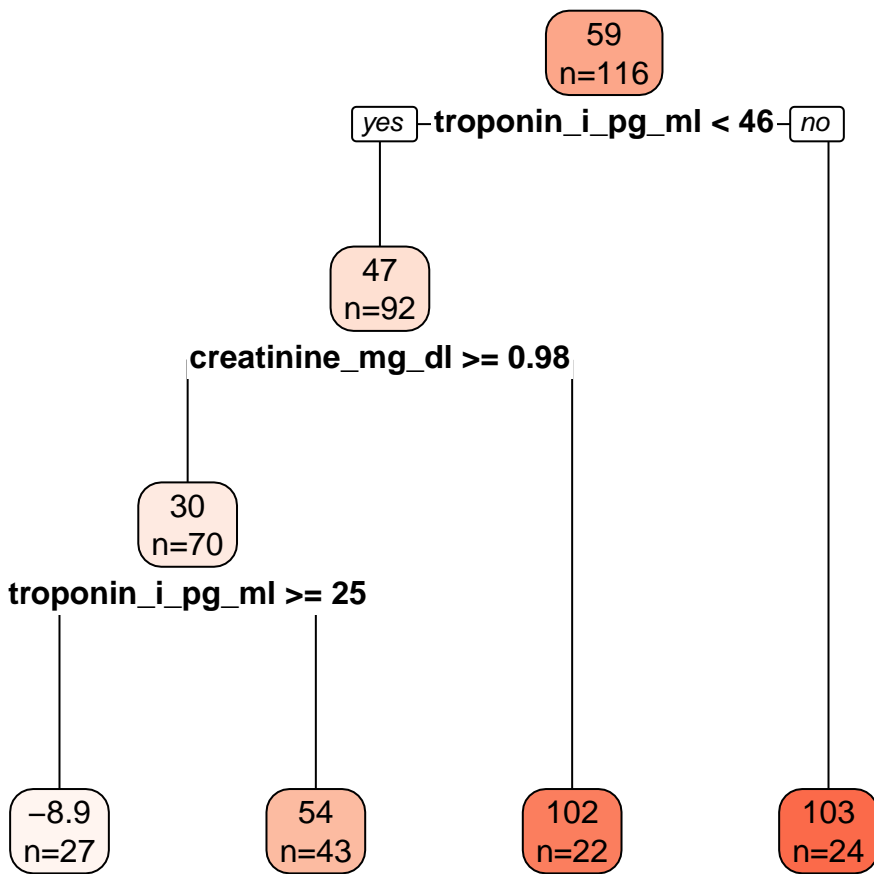 59
n=116
yes troponin_i_pg_ml < 46 no
47
n=92
creatinine_mg_dl >= 0.98
30
n=70
troponin_i_pg_ml >= 25
−8.9
n=27
54
n=43
102
n=22
103
n=24